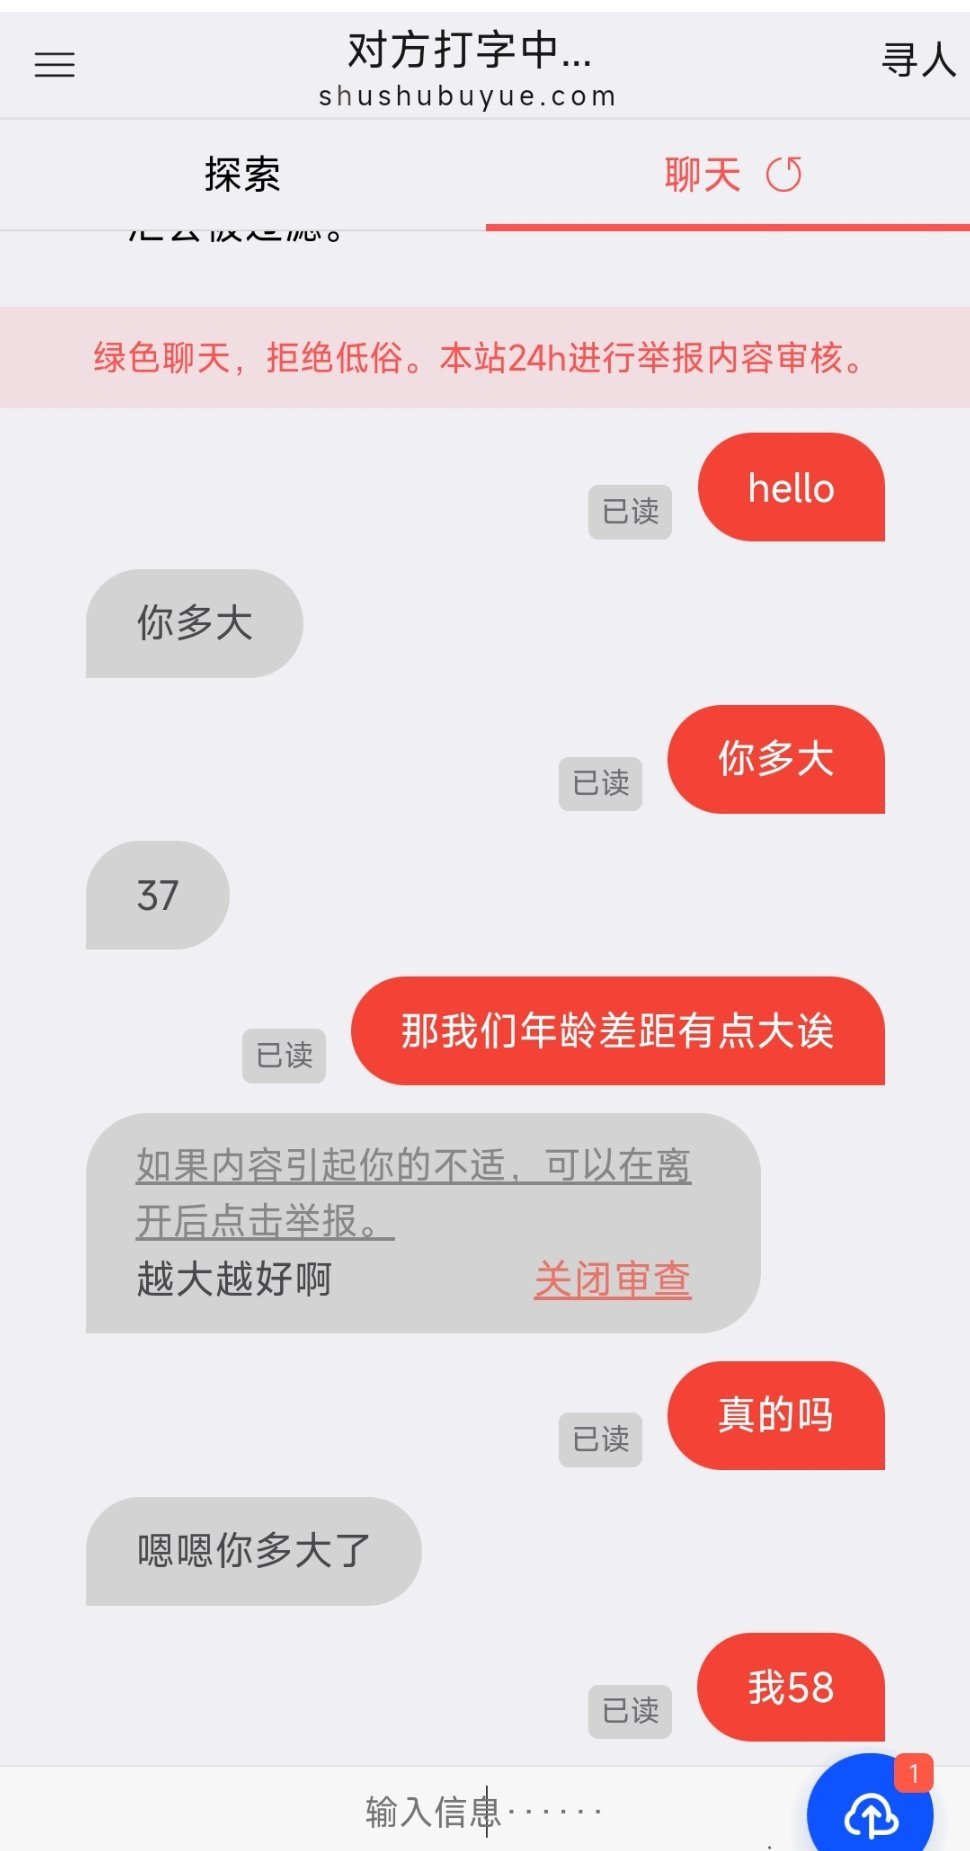 对方打字中...
寻人
shushubuyue.com
探索
聊天
绿色聊天，拒绝低俗。本站24h进行举报内容审核。
hello
已读
你多大
你多大
已读
37
那我们年龄差距有点大诶
已读
如果内容引起你的不适，可以在离
开后点击举报。
越大越好啊
关闭审查
真的吗
已读
嗯嗯你多大了
我58
已读
1
输入信息······